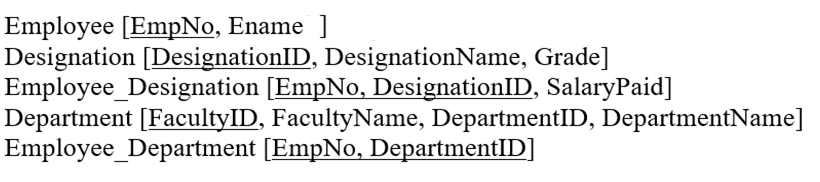 Employee [EmpNo, Ename ]
Designation [DesignationID, DesignationName, Grade]
Employee_Designation [EmpNo, DesignationID, SalaryPaid]
Department [FacultyID, FacultyName, DepartmentID, DepartmentName]
Employee_Department [EmpNo, DepartmentID]